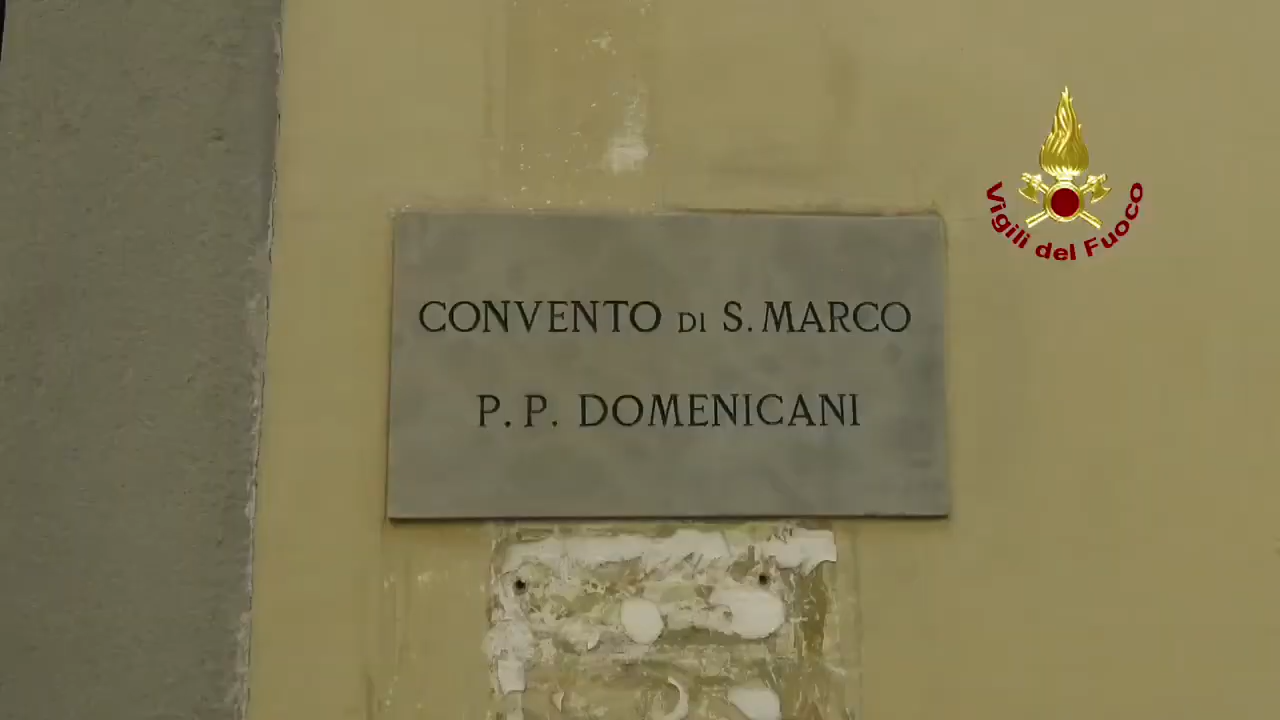 Vigili del Fuoco
CONVENTO DI S. MARCO
P. P. DOMENICANI